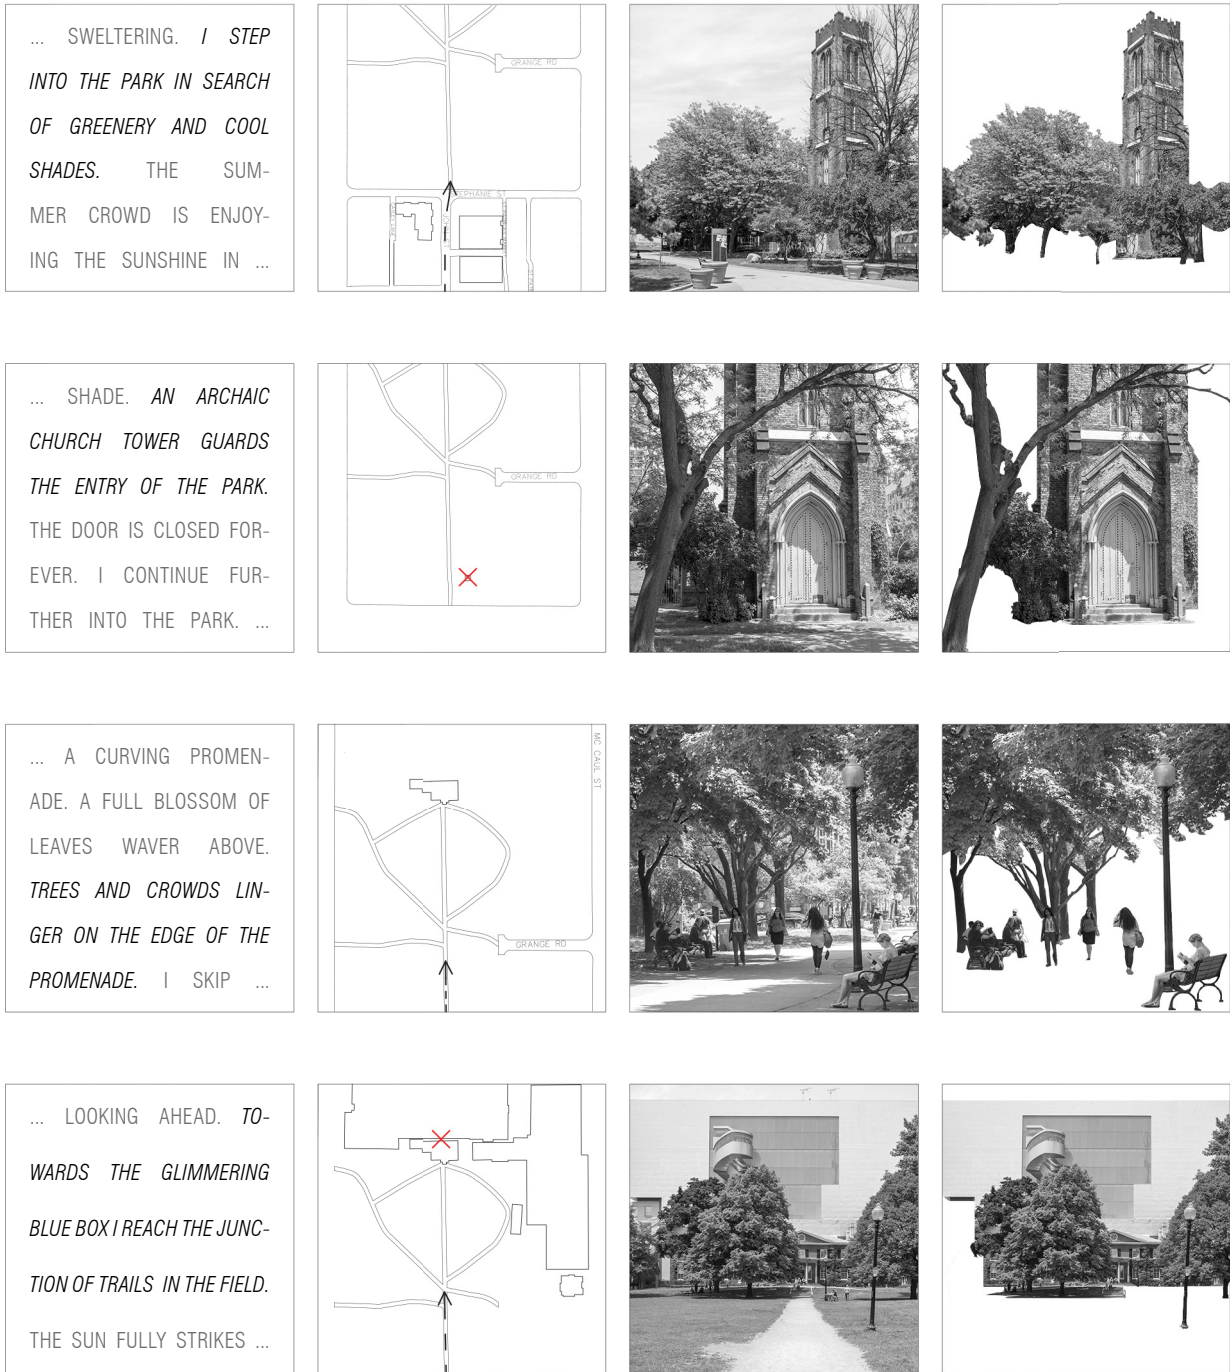 ... SWELTERING. I STEP
INTO THE PARK IN SEARCH
OF GREENERY AND COOL
SHADES. THE SUM-
MER CROWD IS ENJOY-
ING THE SUNSHINE IN ...
GRANGE RD
... SHADE. AN ARCHAIC
CHURCH TOWER GUARDS
THE ENTRY OF THE PARK.
THE DOOR IS CLOSED FOR-
EVER. I CONTINUE FUR-
THER INTO THE PARK. ...
GRANGE RD
... A CURVING PROMEN-
ADE. A FULL BLOSSOM OF
LEAVES WAVER ABOVE.
TREES AND CROWDS LIN-
GER ON THE EDGE OF THE
PROMENADE. I SKIP ...
MC CAUL ST
GRANGE RD
... LOOKING AHEAD. TO-
WARDS THE GLIMMERING
BLUE BOX I REACH THE JUNC-
TION OF TRAILS IN THE FIELD.
THE SUN FULLY STRIKES ...